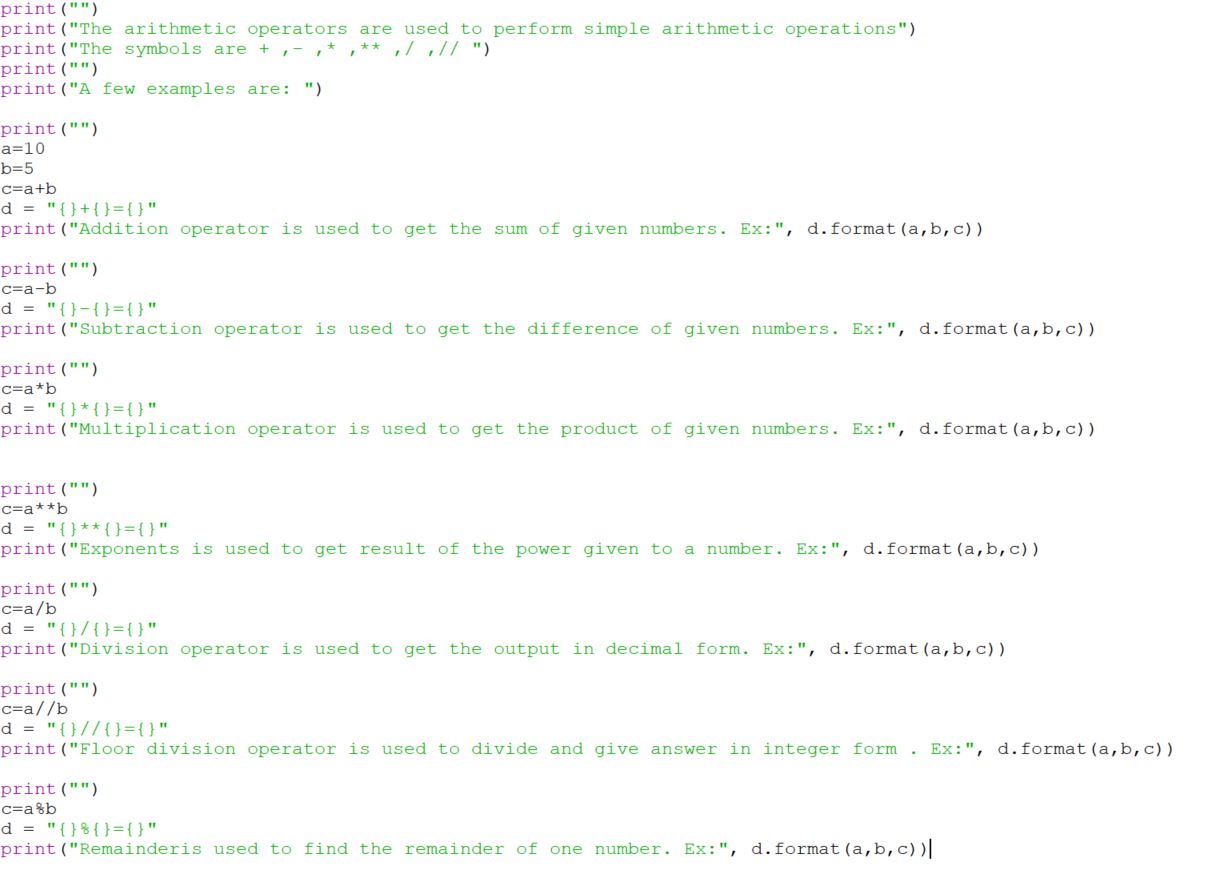 print("")
print("The arithmetic operators are used to perform simple arithmetic operations")
print("The symbols are + ,- ,* ,** ,/ ,// ")
print("")
print("A few examples are: ")
print("")
a=10
b=5
c=a+b
d = "{}+{}={}"
print("Addition operator is used to get the sum of given numbers. Ex:", d.format(a,b,c))
print("")
c=a-b
d = "{}-{}={}"
print("Subtraction operator is used to get the difference of given numbers. Ex:", d.format(a,b,c))
print("")
c=a*b
d = "{}*{}={}"
print("Multiplication operator is used to get the product of given numbers. Ex:", d.format(a,b,c))
print("")
c=a**b
d = "{}**{}={}"
print("Exponents is used to get result of the power given to a number. Ex:", d.format(a,b,c))
print("")
c=a/b
d = "{}/{}={}"
print("Division operator is used to get the output in decimal form. Ex:", d.format(a,b,c))
print("")
c=a//b
d = "{}//{}={}"
print("Floor division operator is used to divide and give answer in integer form . Ex:", d.format(a,b,c))
print("")
c=a%b
d = "{}%{}={}"
print("Remainderis used to find the remainder of one number. Ex:", d.format(a,b,c))